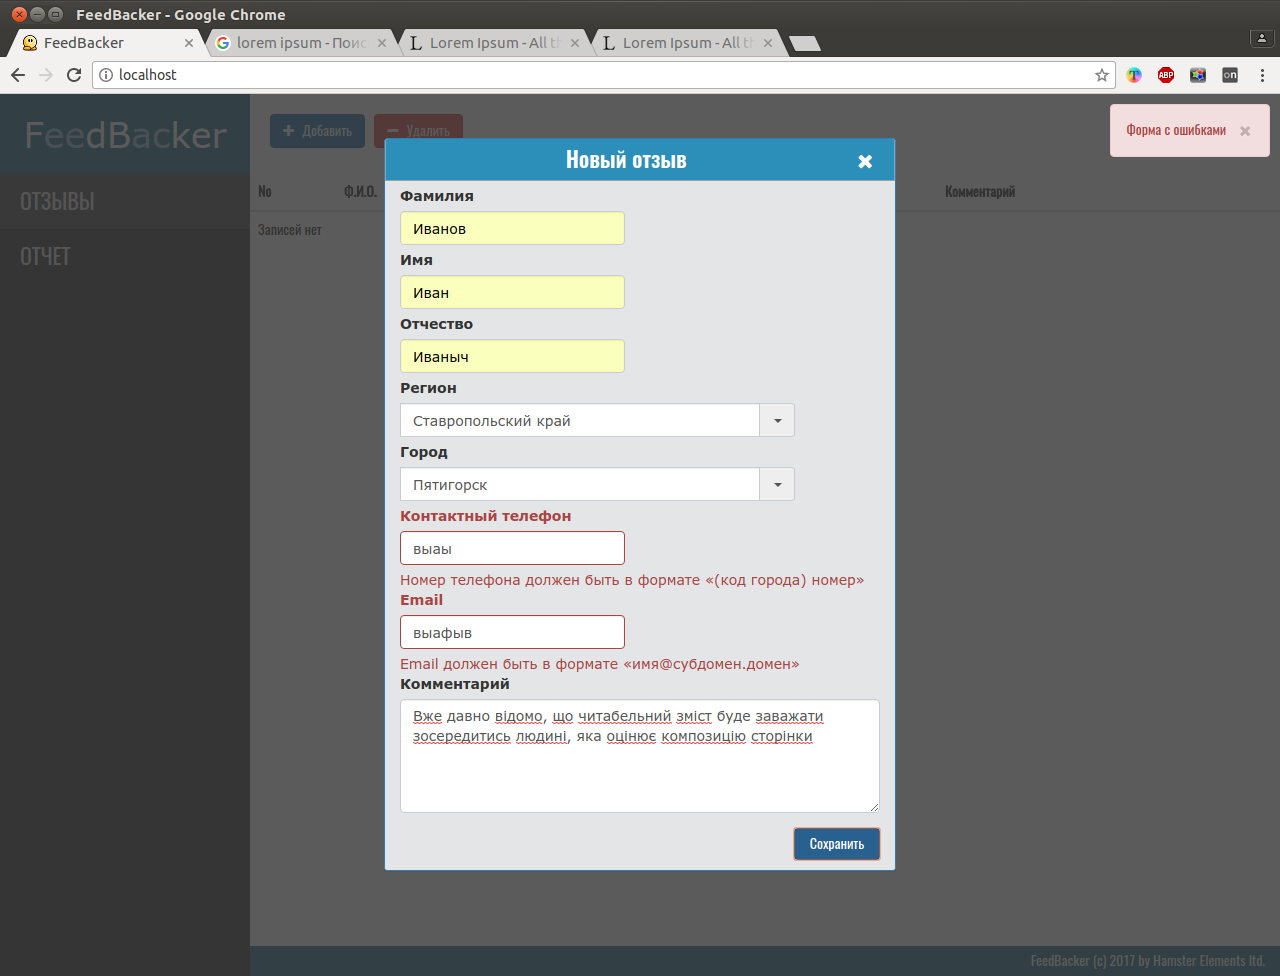 FeedBacker - Google Chrome
FeedBacker
lorem ipsum - Поис
Lorem Ipsum - All th
Lorem Ipsum - All th
localhost
ABP
on
FeedBacker
Добавить
Удалить
Форма с ошибками
ОТЗЫВЫ
ОТЧЕТ
No
Ф.И.О.
Комментарий
Записей нет
Новый отзыв
Фамилия
Иванов
Имя
Иван
Отчество
Иваныч
Регион
Ставропольский край
Город
Пятигорск
Контактный телефон
выаы
Номер телефона должен быть в формате «(код города) номер»
Email
выафыв
Email должен быть в формате «имя@субдомен.домен»
Комментарий
Вже давно відомо, що читабельний зміст буде заважати
зосередитись людині, яка оцінює композицію сторінки
Сохранить
FeedBacker (c) 2017 by Hamster Elements ltd.